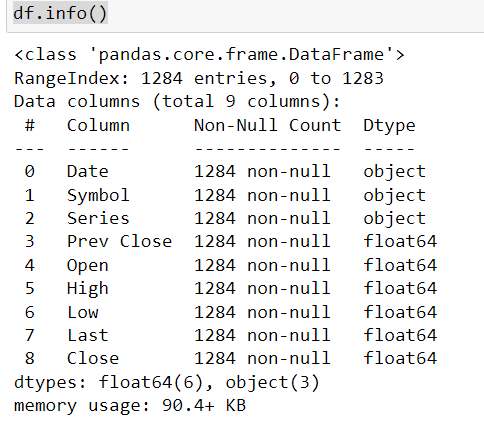 df.info()
<class 'pandas.core.frame.DataFrame'>
RangeIndex: 1284 entries, 0 to 1283
Data columns (total 9 columns):
 #   Column      Non-Null Count  Dtype
---  ------      --------------  -----
 0   Date        1284 non-null   object
 1   Symbol      1284 non-null   object
 2   Series      1284 non-null   object
 3   Prev Close  1284 non-null   float64
 4   Open        1284 non-null   float64
 5   High        1284 non-null   float64
 6   Low         1284 non-null   float64
 7   Last        1284 non-null   float64
 8   Close       1284 non-null   float64
dtypes: float64(6), object(3)
memory usage: 90.4+ KB